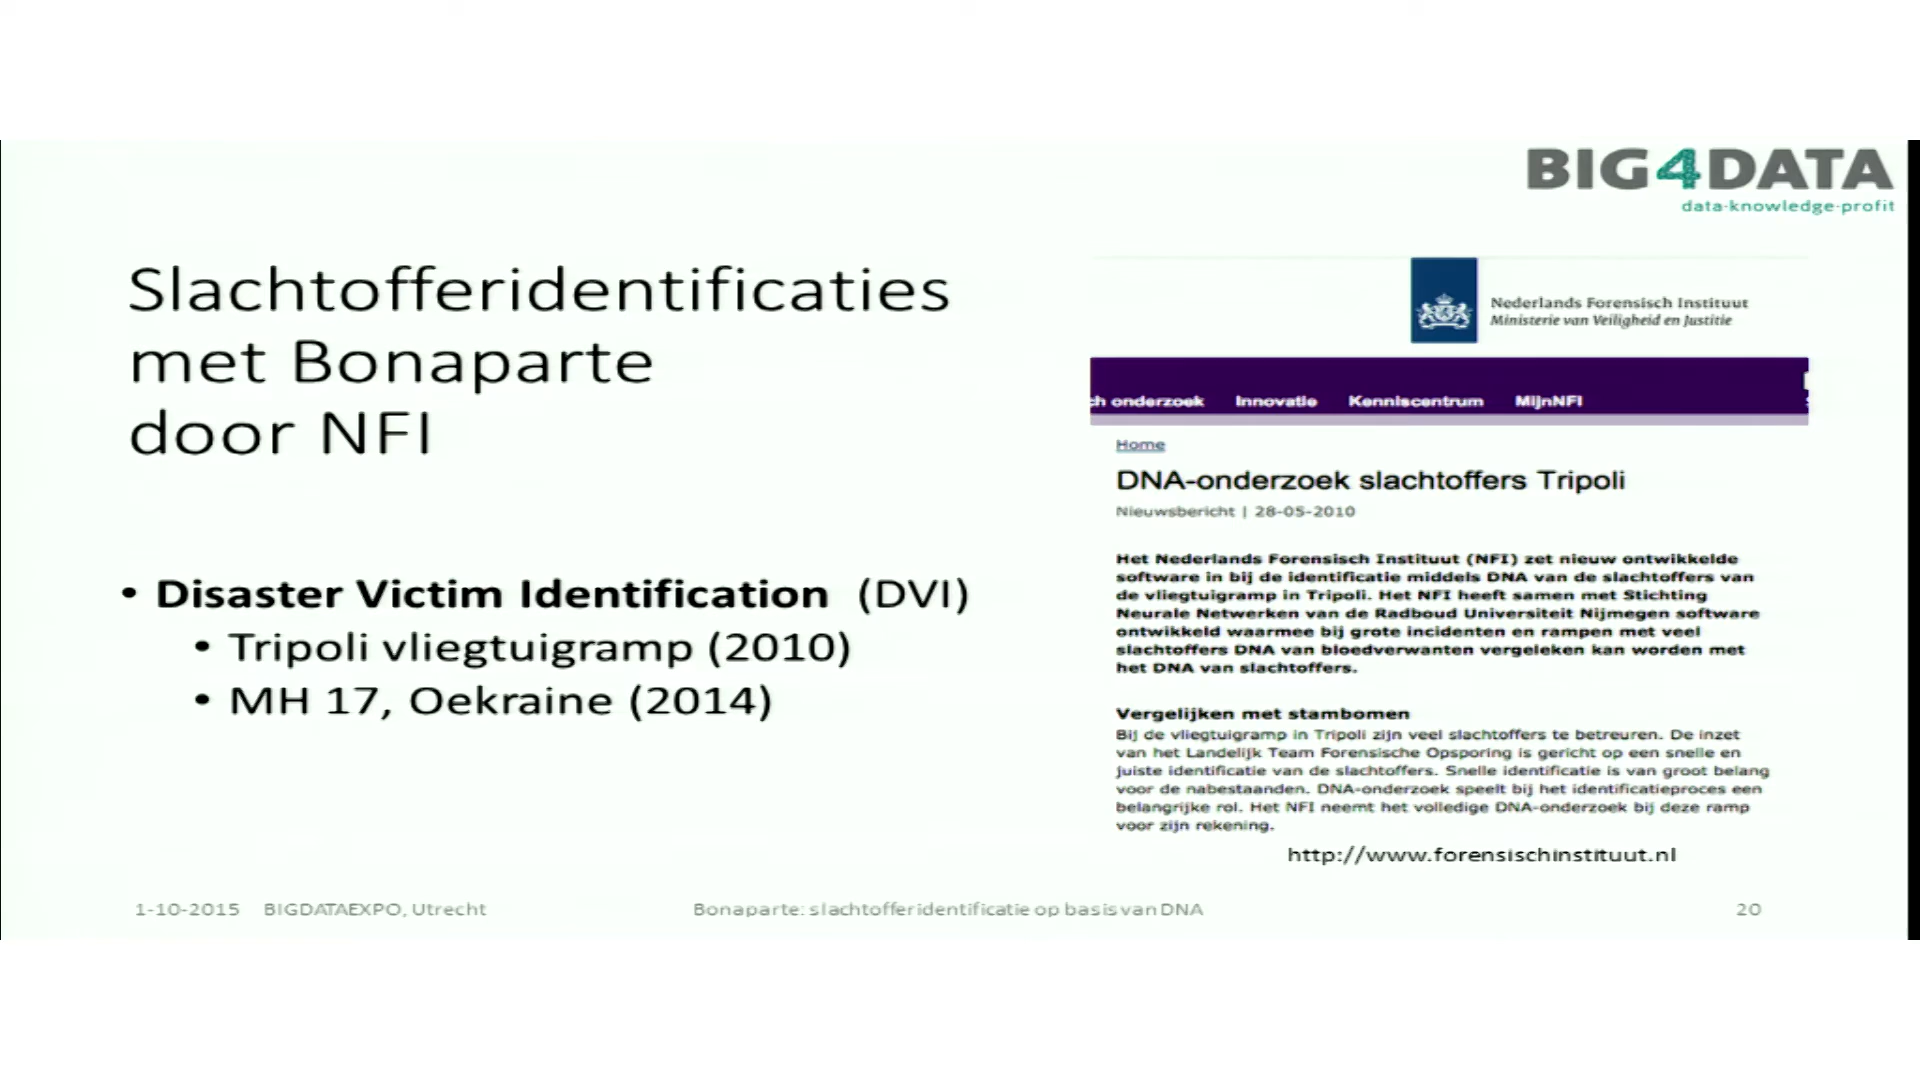 BIG4DATA
data-knowledge-profit
Slachtofferidentificaties
met Bonaparte
door NFI
• Disaster Victim Identification (DVI)
• Tripoli vliegtuigramp (2010)
• MH 17, Oekraine (2014)
Nederlands Forensisch Instituut
Ministerie van Veiligheid en Justitie
ch onderzoek Innovatie Kenniscentrum MijnNFI
Home
DNA-onderzoek slachtoffers Tripoli
Nieuwsbericht | 28-05-2010
Het Nederlands Forensisch Instituut (NFI) zet nieuw ontwikkelde
software in bij de identificatie middels DNA van de slachtoffers van
de vliegtuigramp in Tripoli. Het NFI heeft samen met Stichting
Neurale Netwerken van de Radboud Universiteit Nijmegen software
ontwikkeld waarmee bij grote incidenten en rampen met veel
slachtoffers DNA van bloedverwanten vergeleken kan worden met
het DNA van slachtoffers.
Vergelijken met stambomen
Bij de vliegtuigramp in Tripoli zijn veel slachtoffers te betreuren. De inzet
van het Landelijk Team Forensische Opsporing is gericht op een snelle en
juiste identificatie van de slachtoffers. Snelle identificatie is van groot belang
voor de nabestaanden. DNA-onderzoek speelt bij het identificatieproces een
belangrijke rol. Het NFI neemt het volledige DNA-onderzoek bij deze ramp
voor zijn rekening.
http://www.forensischinstituut.nl
1-10-2015 BIGDATAEXPO, Utrecht
Bonaparte: slachtofferidentificatie op basis van DNA
20